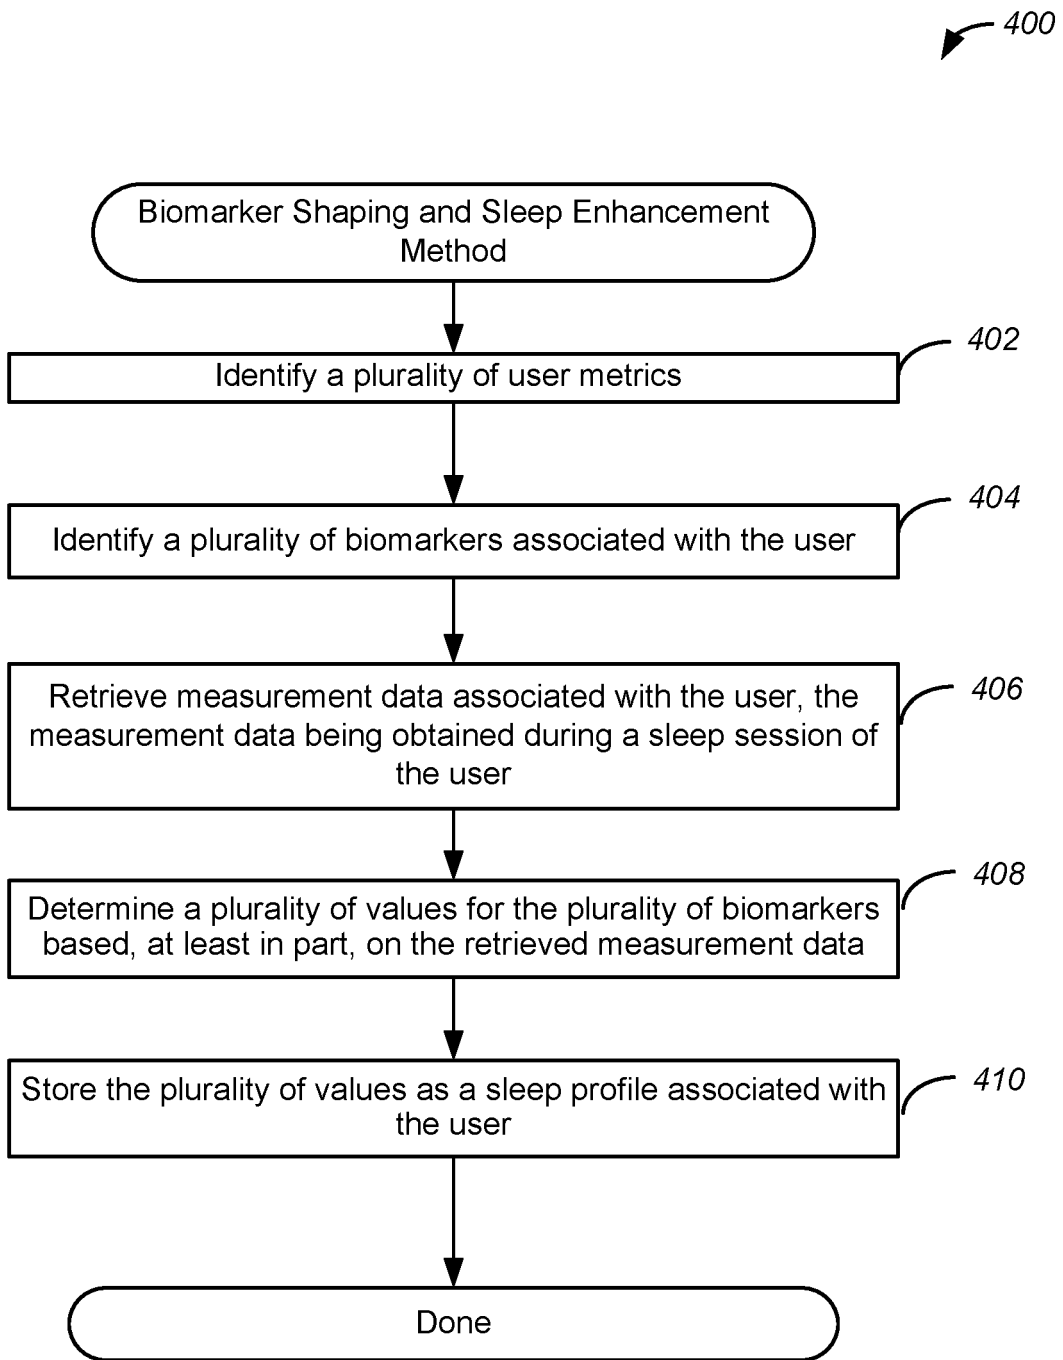 400
Biomarker Shaping and Sleep Enhancement
Method
402
Identify a plurality of user metrics
404
Identify a plurality of biomarkers associated with the user
406
Retrieve measurement data associated with the user, the
measurement data being obtained during a sleep session of
the user
408
Determine a plurality of values for the plurality of biomarkers
based, at least in part, on the retrieved measurement data
410
Store the plurality of values as a sleep profile associated with
the user
Done